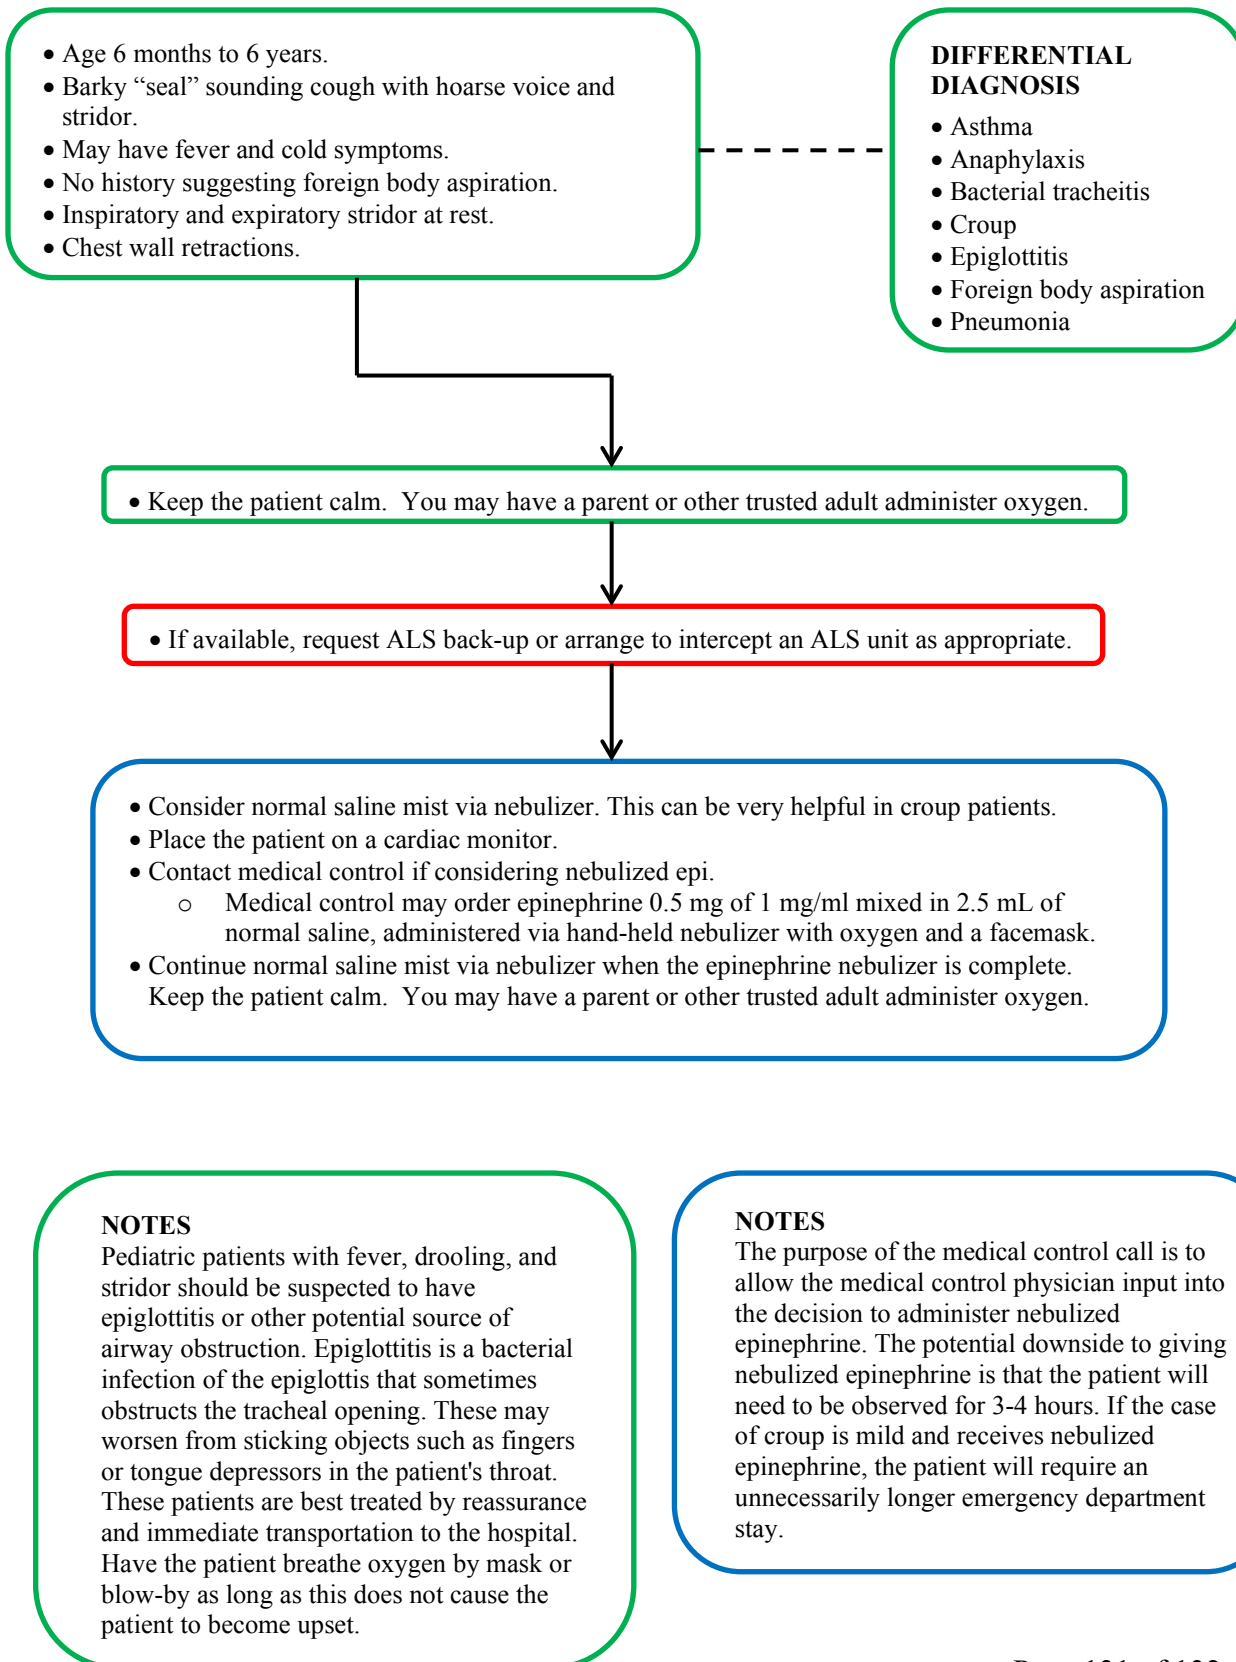 • Age 6 months to 6 years.
• Barky “seal” sounding cough with hoarse voice and
stridor.
• May have fever and cold symptoms.
• No history suggesting foreign body aspiration.
• Inspiratory and expiratory stridor at rest.
• Chest wall retractions.
DIFFERENTIAL
DIAGNOSIS
• Asthma
• Anaphylaxis
• Bacterial tracheitis
• Croup
• Epiglottitis
• Foreign body aspiration
• Pneumonia
• Keep the patient calm.  You may have a parent or other trusted adult administer oxygen.
• If available, request ALS back-up or arrange to intercept an ALS unit as appropriate.
• Consider normal saline mist via nebulizer. This can be very helpful in croup patients.
• Place the patient on a cardiac monitor.
• Contact medical control if considering nebulized epi.
o Medical control may order epinephrine 0.5 mg of 1 mg/ml mixed in 2.5 mL of
normal saline, administered via hand-held nebulizer with oxygen and a facemask.
• Continue normal saline mist via nebulizer when the epinephrine nebulizer is complete.
Keep the patient calm.  You may have a parent or other trusted adult administer oxygen.
NOTES
Pediatric patients with fever, drooling, and
stridor should be suspected to have
epiglottitis or other potential source of
airway obstruction. Epiglottitis is a bacterial
infection of the epiglottis that sometimes
obstructs the tracheal opening. These may
worsen from sticking objects such as fingers
or tongue depressors in the patient's throat.
These patients are best treated by reassurance
and immediate transportation to the hospital.
Have the patient breathe oxygen by mask or
blow-by as long as this does not cause the
patient to become upset.
NOTES
The purpose of the medical control call is to
allow the medical control physician input into
the decision to administer nebulized
epinephrine. The potential downside to giving
nebulized epinephrine is that the patient will
need to be observed for 3-4 hours. If the case
of croup is mild and receives nebulized
epinephrine, the patient will require an
unnecessarily longer emergency department
stay.